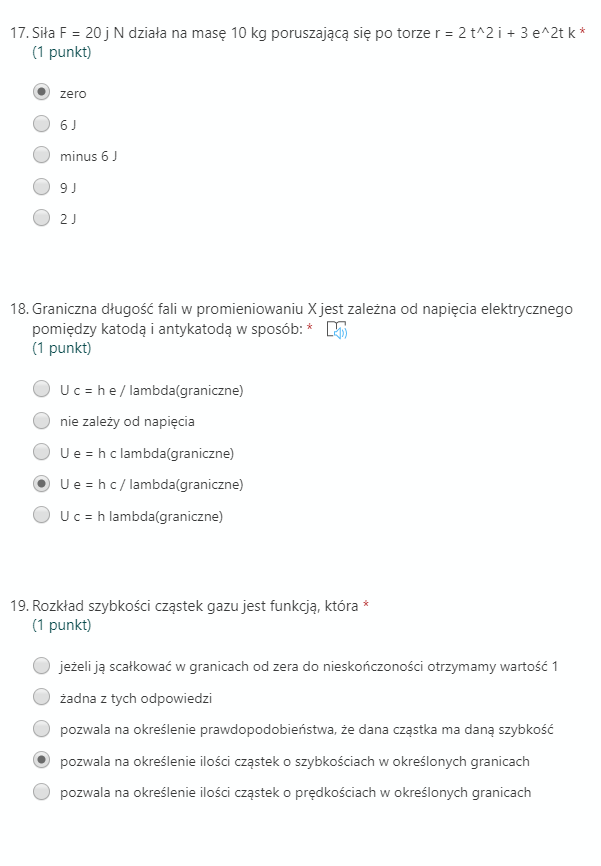 17. Siła F = 20 j N działa na masę 10 kg poruszającą się po torze r = 2 t^2 i + 3 e^2t k *
(1 punkt)
zero
6 J
minus 6 J
9 J
2 J
18. Graniczna długość fali w promieniowaniu X jest zależna od napięcia elektrycznego
pomiędzy katodą i antykatodą w sposób: *
(1 punkt)
U c = h e / lambda(graniczne)
nie zależy od napięcia
U e = h c lambda(graniczne)
U e = h c / lambda(graniczne)
U c = h lambda(graniczne)
19. Rozkład szybkości cząstek gazu jest funkcją, która *
(1 punkt)
jeżeli ją scałkować w granicach od zera do nieskończoności otrzymamy wartość 1
żadna z tych odpowiedzi
pozwala na określenie prawdopodobieństwa, że dana cząstka ma daną szybkość
pozwala na określenie ilości cząstek o szybkościach w określonych granicach
pozwala na określenie ilości cząstek o prędkościach w określonych granicach